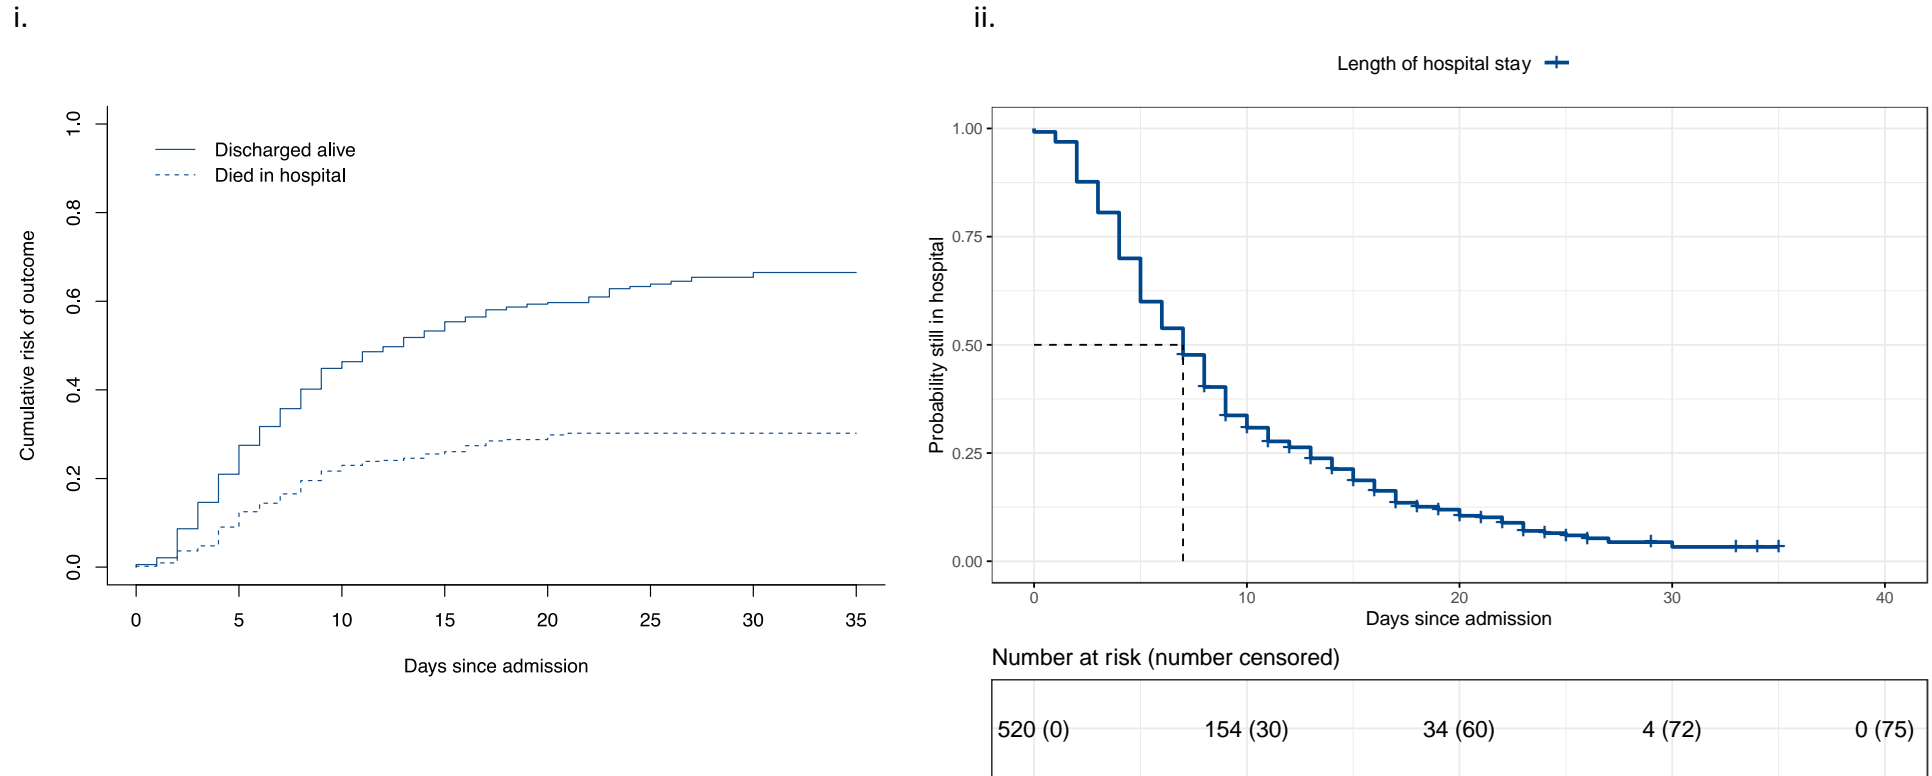 i.
1.0
0.8
0.6
0.4
0.2
0.0
Cumulative risk of outcome
Discharged alive
Died in hospital
0 5 10 15 20 25 30 35
Days since admission
ii.
Length of hospital stay
1.00
0.75
0.50
0.25
0.00
Probability still in hospital
0 10 20 30 40
Days since admission
Number at risk (number censored)
520 (0) 154 (30) 34 (60) 4 (72) 0 (75)